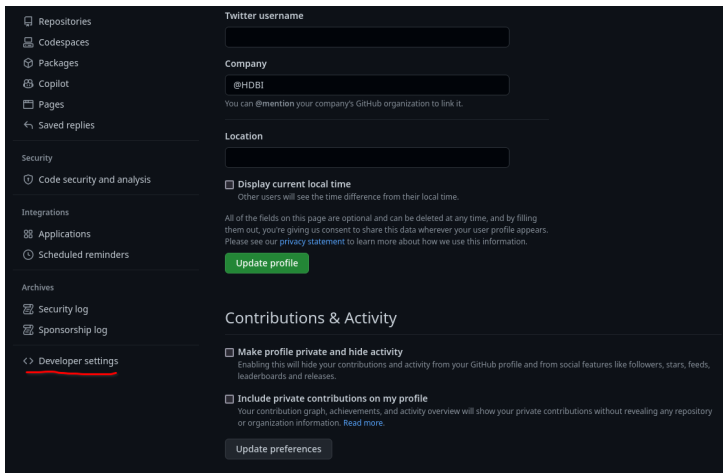 Repositories
Codespaces
Packages
Copilot
Pages
Saved replies
Security
Code security and analysis
Integrations
Applications
Scheduled reminders
Archives
Security log
Sponsorship log
Developer settings
Twitter username
Company
@HDBI
You can @mention your company's GitHub organization to link it.
Location
Display current local time
Other users will see the time difference from their local time.
All of the fields on this page are optional and can be deleted at any time, and by filling
them out, you're giving us consent to share this data wherever your user profile appears.
Please see our privacy statement to learn more about how we use this information.
Update profile
Contributions & Activity
Make profile private and hide activity
Enabling this will hide your contributions and activity from your GitHub profile and from social features like followers, stars, feeds,
leaderboards and releases.
Include private contributions on my profile
Your contribution graph, achievements, and activity overview will show your private contributions without revealing any repository
or organization information. Read more.
Update preferences